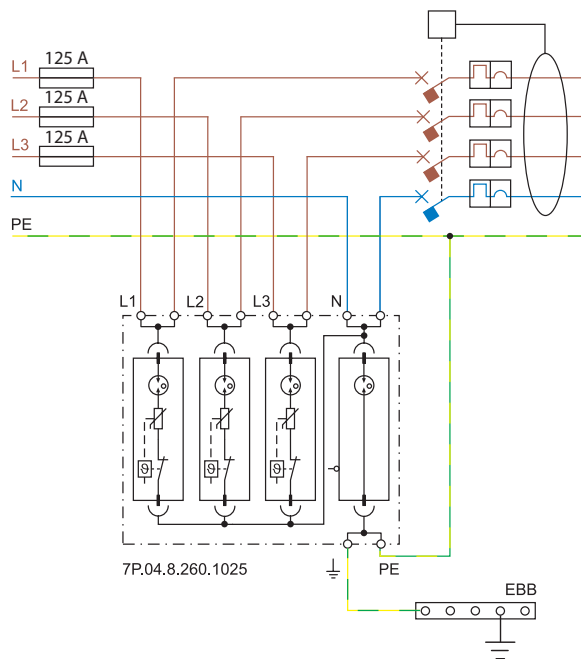 125 A
L1
125 A
L2
125 A
L3
N
PE
L1 L2 L3 N
ϑ ϑ ϑ
7P.04.8.260.1025 PE
EBB